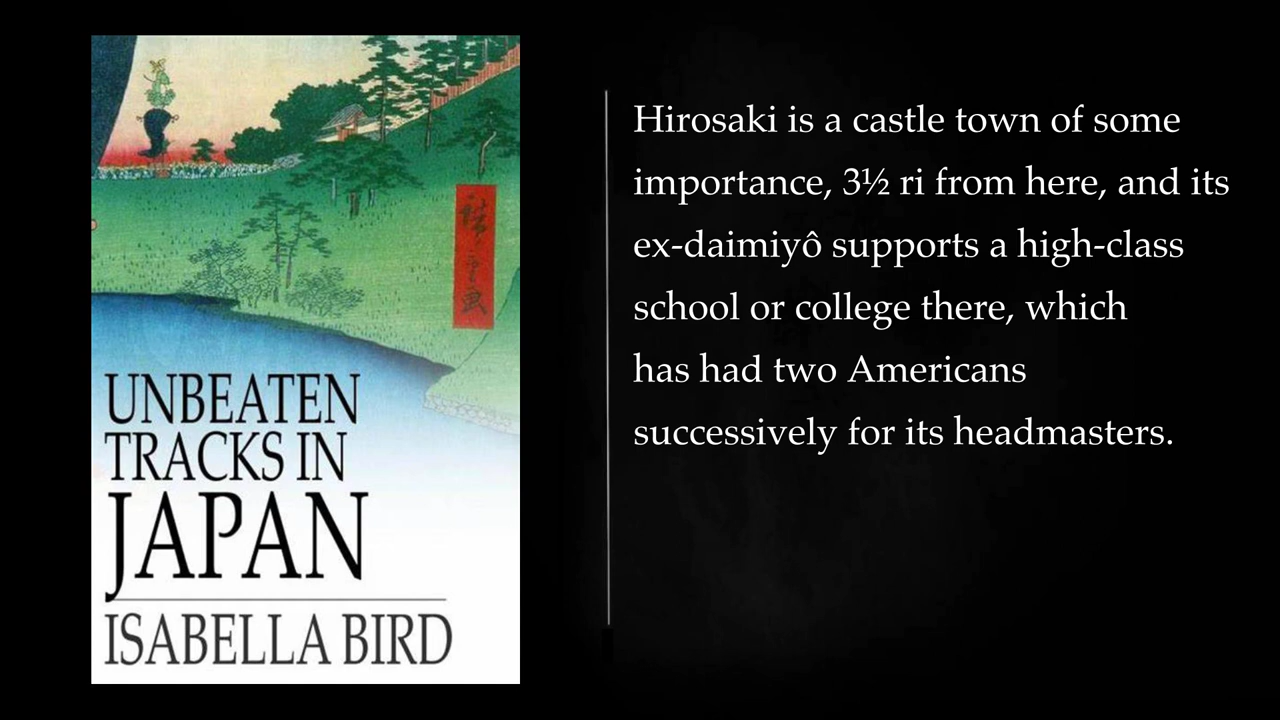 UNBEATEN
TRACKS IN
JAPAN
ISABELLA BIRD
Hirosaki is a castle town of some
importance, 3½ ri from here, and its
ex-daimiyô supports a high-class
school or college there, which
has had two Americans
successively for its headmasters.